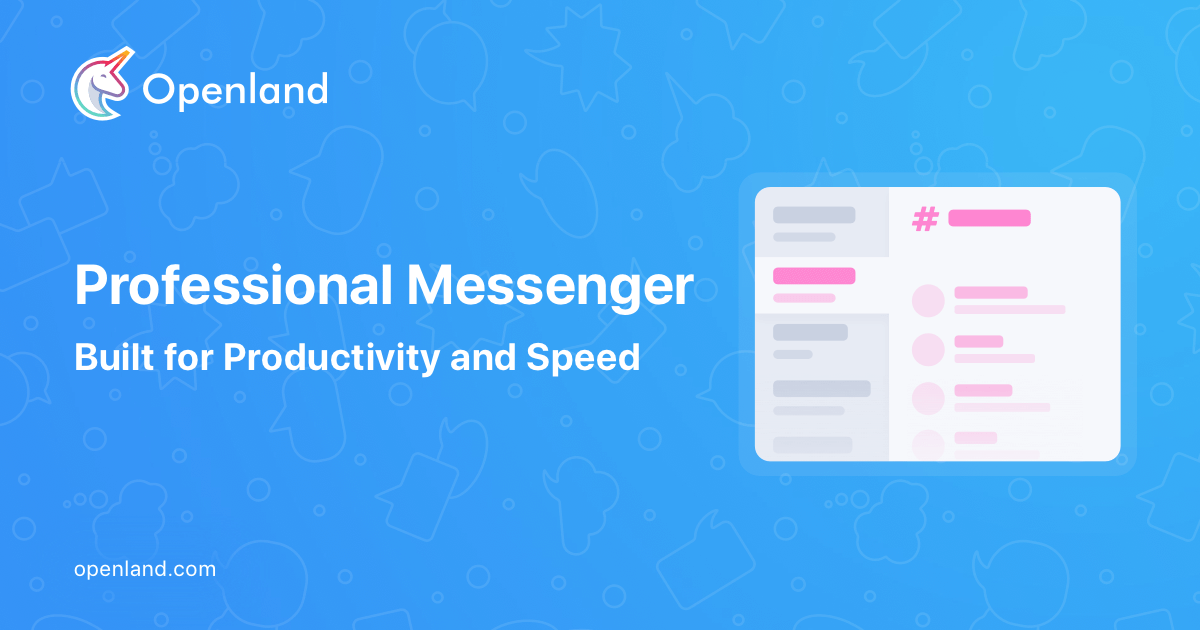 Openland
Professional Messenger
Built for Productivity and Speed
#
openland.com